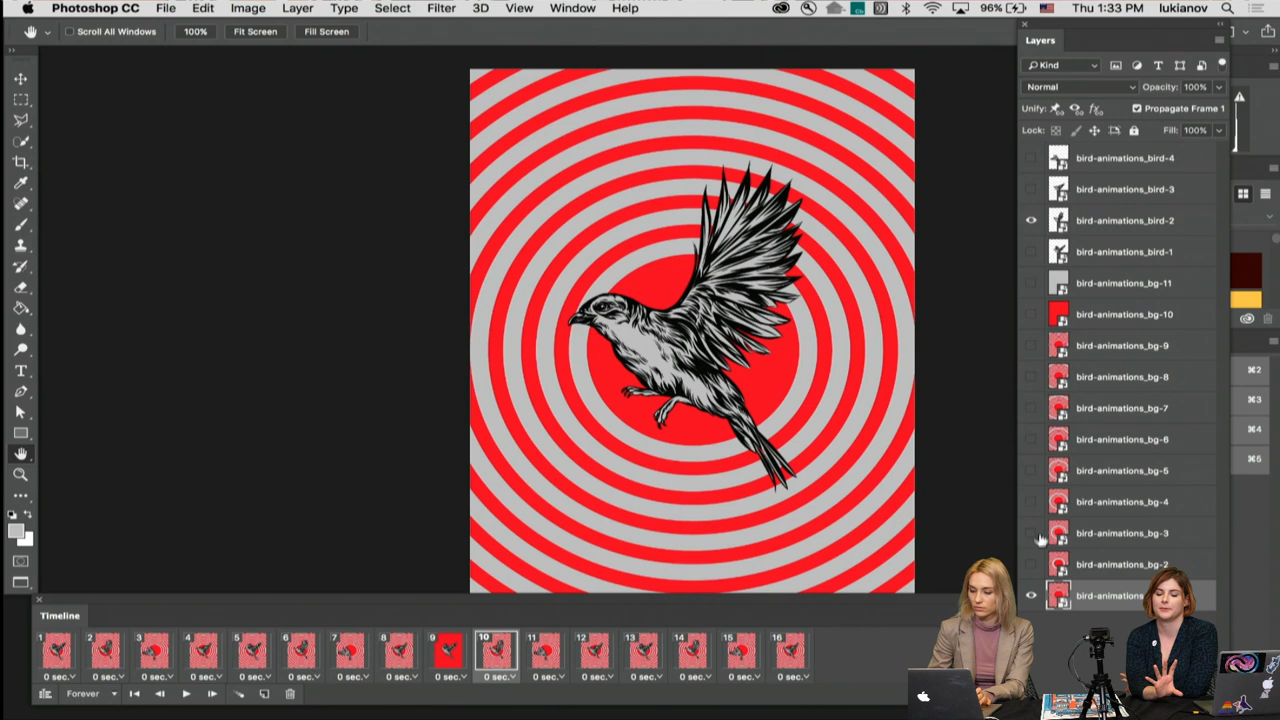 Photoshop CC File Edit Image Layer Type Select Filter 3D View Window Help 96% Thu 1:33 PM lukianov
Scroll All Windows 100% Fit Screen Fill Screen
Layers
Kind
Normal Opacity: 100%
Unify: Propagate Frame 1
Lock: Fill: 100%
bird-animations_bird-4
bird-animations_bird-3
bird-animations_bird-2
bird-animations_bird-1
bird-animations_bg-11
bird-animations_bg-10
bird-animations_bg-9
bird-animations_bg-8
bird-animations_bg-7
bird-animations_bg-6
bird-animations_bg-5
bird-animations_bg-4
bird-animations_bg-3
bird-animations_bg-2
bird-animations
⌘2
⌘3
⌘4
⌘5
Timeline
1 2 3 4 5 6 7 8 9 10 11 12 13 14 15 16
0 sec. 0 sec. 0 sec. 0 sec. 0 sec. 0 sec. 0 sec. 0 sec. 0 sec. 0 sec. 0 sec. 0 sec. 0 sec. 0 sec. 0 sec. 0 sec.
Forever